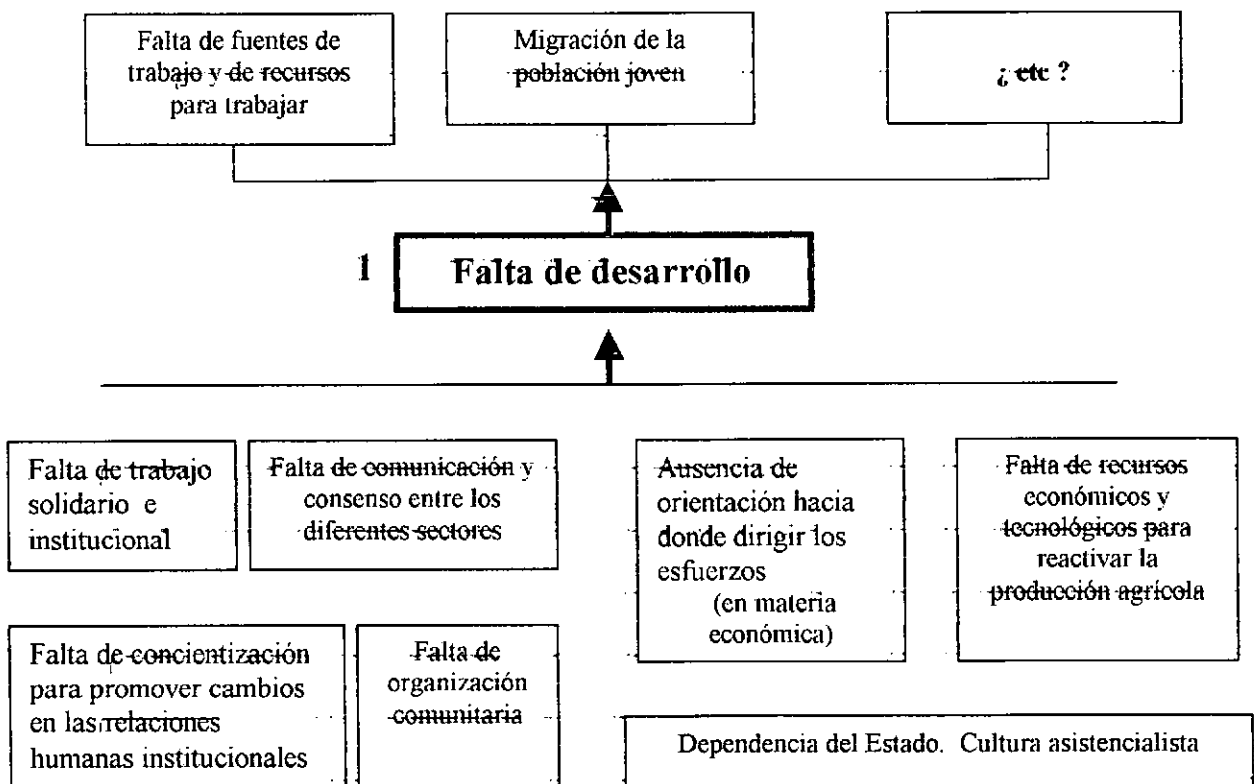 Falta de fuentes de
trabajo y de recursos
para trabajar
Migración de la
población joven
¿ etc ?
1
Falta de desarrollo
Falta de trabajo
solidario e
institucional
Falta de comunicación y
consenso entre los
diferentes sectores
Ausencia de
orientación hacia
donde dirigir los
esfuerzos
(en materia
económica)
Falta de recursos
económicos y
tecnológicos para
reactivar la
producción agrícola
Falta de concientización
para promover cambios
en las relaciones
humanas institucionales
Falta de
organización
comunitaria
Dependencia del Estado. Cultura asistencialista